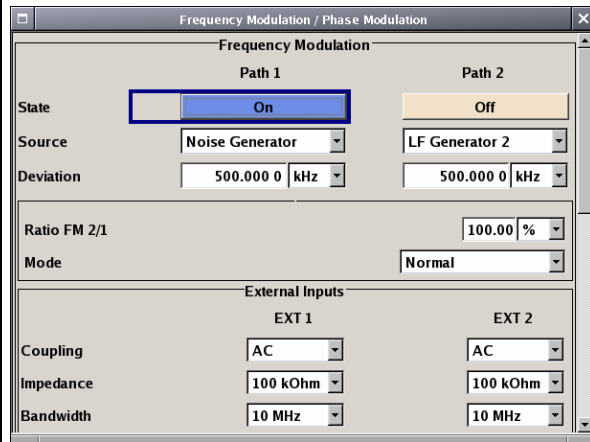 Frequency Modulation / Phase Modulation
Frequency Modulation
Path 1 Path 2
State On Off
Source Noise Generator LF Generator 2
Deviation 500.000 0 kHz 500.000 0 kHz
Ratio FM 2/1 100.00 %
Mode Normal
External Inputs
EXT 1 EXT 2
Coupling AC AC
Impedance 100 kOhm 100 kOhm
Bandwidth 10 MHz 10 MHz